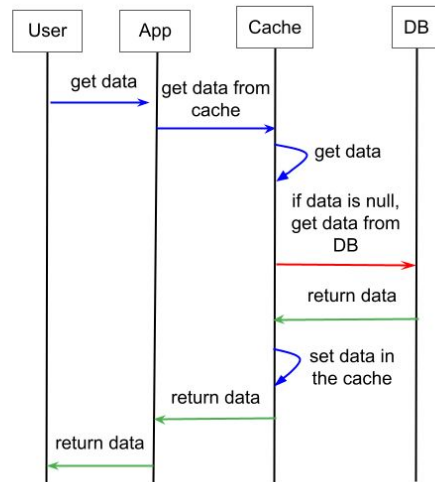 User
App
Cache
DB
get data
get data from
cache
get data
if data is null,
get data from
DB
return data
set data in
the cache
return data
return data